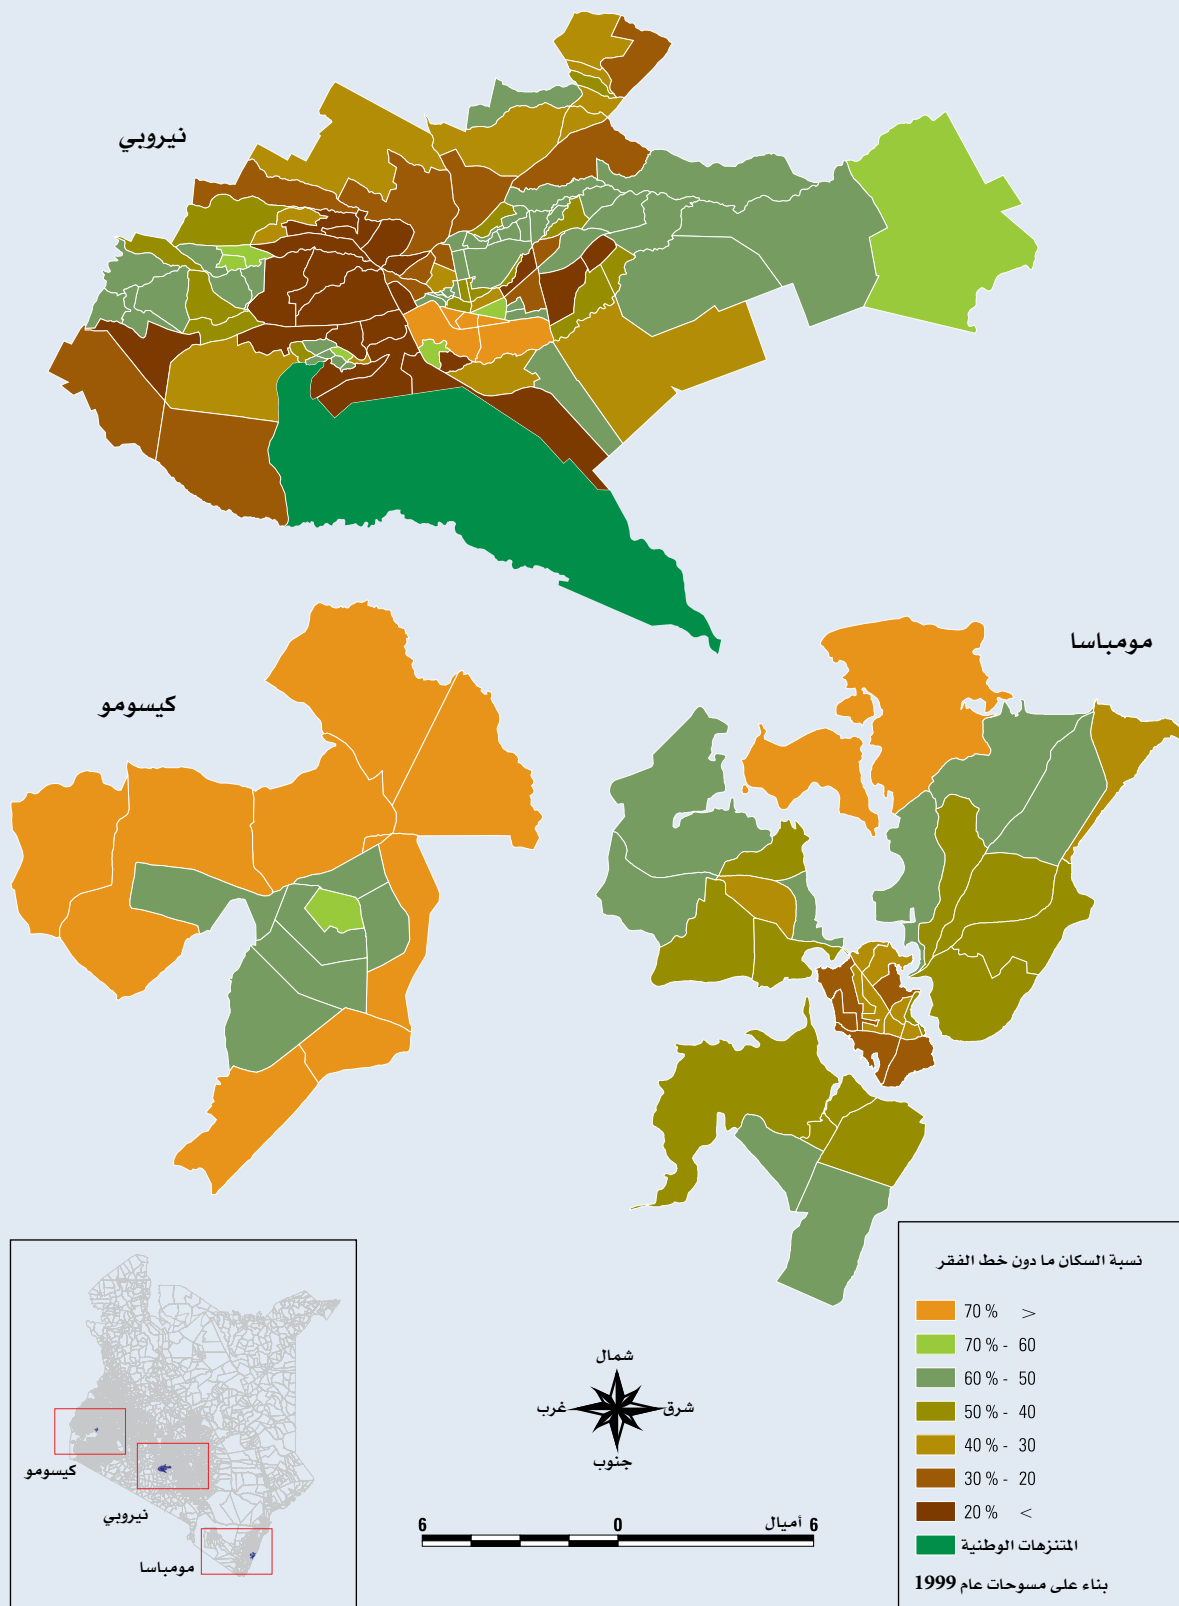 نيروبي
مومباسا
كيسومو
نسبة السكان ما دون خط الفقر
70 % >
70 % - 60
60 % - 50
50 % - 40
40 % - 30
30 % - 20
20 % <
المتنزهات الوطنية
بناء على مسوحات عام 1999
شمال
شرق
غرب
جنوب
6 0 أميال 6
كيسومو
نيروبي
مومباسا